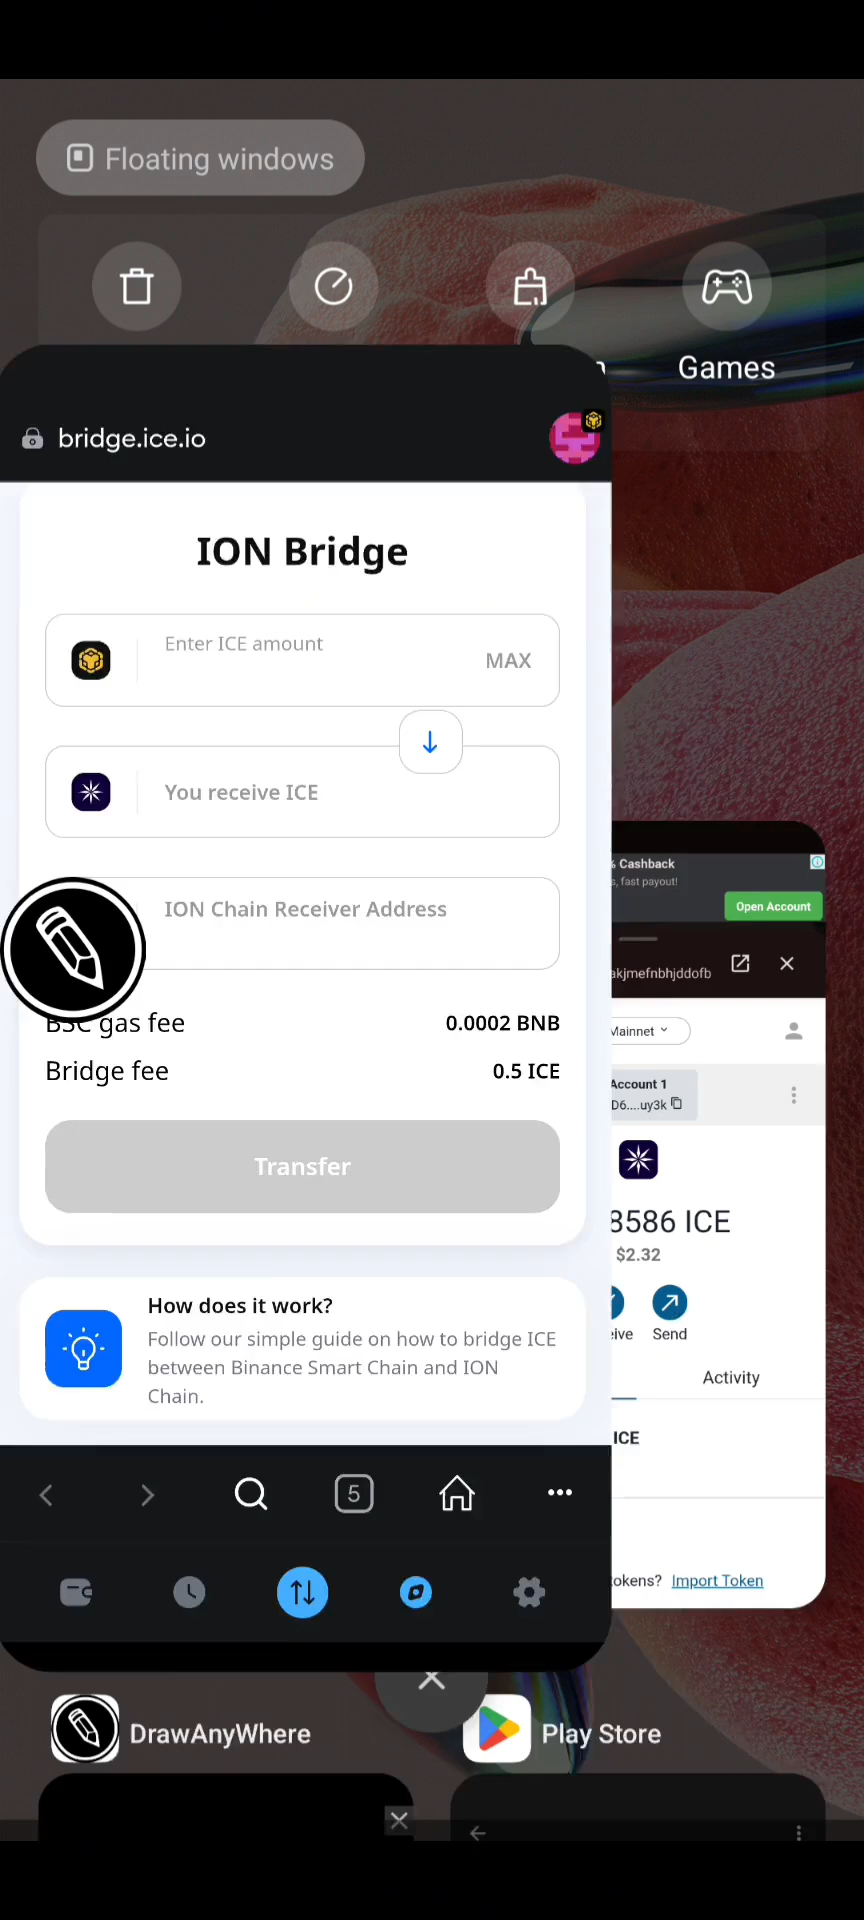 Floating windows
Games
bridge.ice.io
ION Bridge
Enter ICE amount
MAX
You receive ICE
ION Chain Receiver Address
BSC gas fee
0.0002 BNB
Bridge fee
0.5 ICE
Transfer
How does it work?
Follow our simple guide on how to bridge ICE
between Binance Smart Chain and ION
Chain.
5
Cashback
s, fast payout!
Open Account
akjmefnbhjddofb
Mainnet
Account 1
D6....uy3k
8586 ICE
$2.32
eive
Send
Activity
ICE
tokens? Import Token
DrawAnyWhere
Play Store